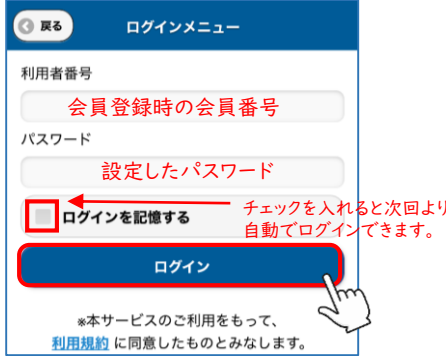 戻る
ログインメニュー
利用者番号
会員登録時の会員番号
パスワード
設定したパスワード
ログインを記憶する
チェックを入れると次回より
自動でログインできます。
ログイン
※本サービスのご利用をもって、
利用規約 に同意したものとみなします。